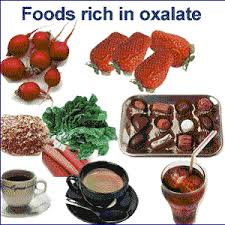 Foods rich in oxalate